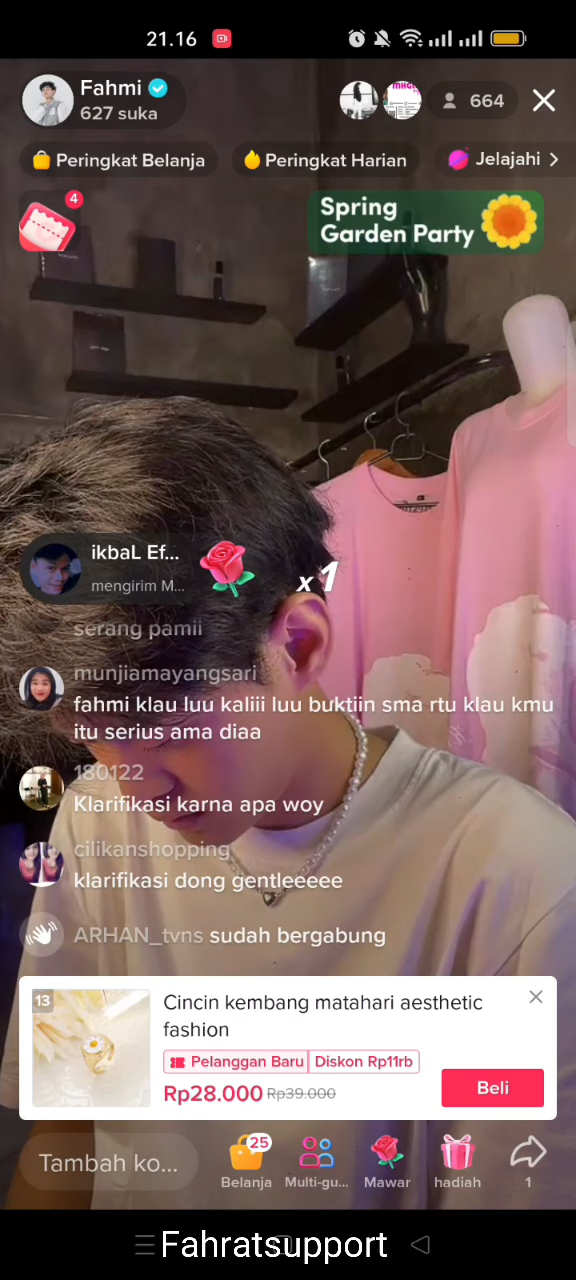 21.16
Fahmi
627 suka
664
Peringkat Belanja
Peringkat Harian
Jelajahi
4
Spring
Garden Party
ikbaL Ef...
mengirim M...
x 1
serang pamii
munjiamayangsari
fahmi klau luu kaliii luu buktiin sma rtu klau kmu
itu serius ama diaa
180122
Klarifikasi karna apa woy
cilikanshopping
klarifikasi dong gentleeeee
ARHAN_tvns sudah bergabung
13
Cincin kembang matahari aesthetic
fashion
Pelanggan Baru
Diskon Rp11rb
Rp28.000 Rp39.000
Beli
Tambah ko...
25
Belanja
Multi-gu...
Mawar
hadiah
1
Fahratsupport